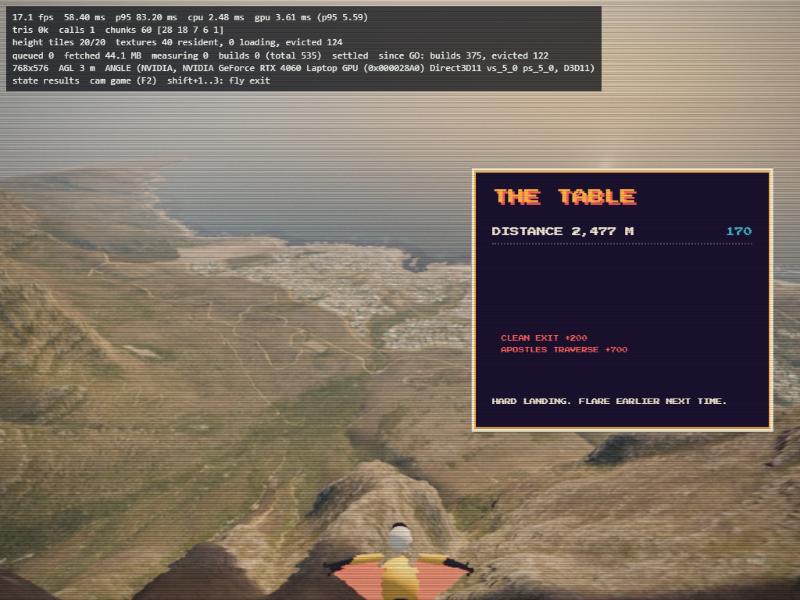 17.1 fps  58.40 ms  p95 83.20 ms  cpu 2.48 ms  gpu 3.61 ms (p95 5.59)
tris 0k  calls 1  chunks 60 [28 18 7 6 1]
height tiles 20/20  textures 40 resident, 0 loading, evicted 124
queued 0  fetched 44.1 MB  measuring 0  builds 0 (total 535)  settled  since GO: builds 375, evicted 122
768x576  AGL 3 m  ANGLE (NVIDIA, NVIDIA GeForce RTX 4060 Laptop GPU (0x000028A0) Direct3D11 vs_5_0 ps_5_0, D3D11)
state results  cam game (F2)  shift+1..3: fly exit
THE TABLE
DISTANCE 2,477 M 170
CLEAN EXIT +200
APOSTLES TRAVERSE +700
HARD LANDING. FLARE EARLIER NEXT TIME.